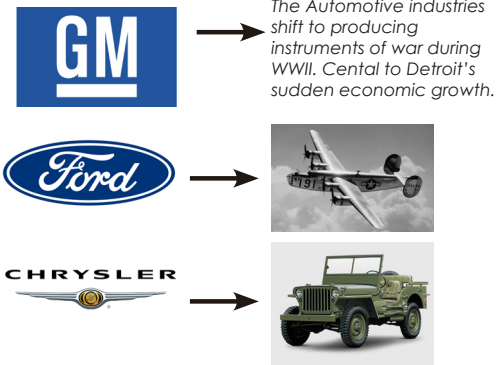 The Automotive industries
GM
shift to producing
instruments of war during
WWII. Cental to Detroit's
sudden economic growth.
Ford
791
CHRYSLER